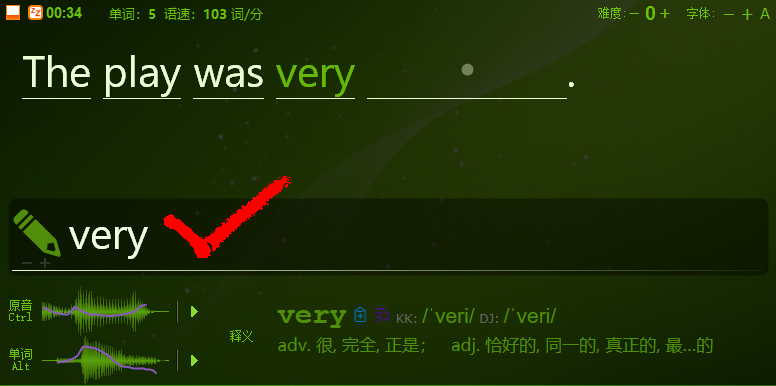 00:34 单词: 5 语速: 103 词/分 难度: − 0 + 字体: − + A
The play was very .
very
原音
Ctrl
单词
Alt
释义
very KK: /ˈveri/ DJ: /ˈveri/
adv. 很, 完全, 正是； adj. 恰好的, 同一的, 真正的, 最...的